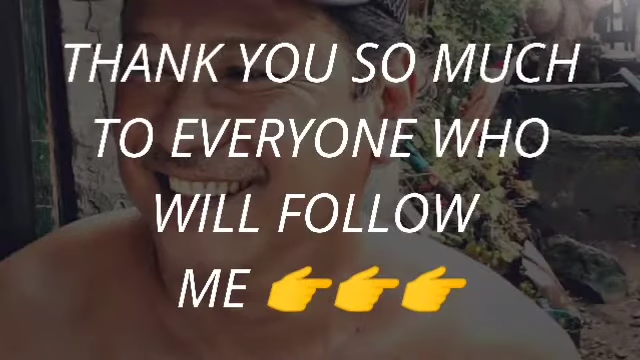 THANK YOU SO MUCH
TO EVERYONE WHO
WILL FOLLOW
ME 👉👉👉